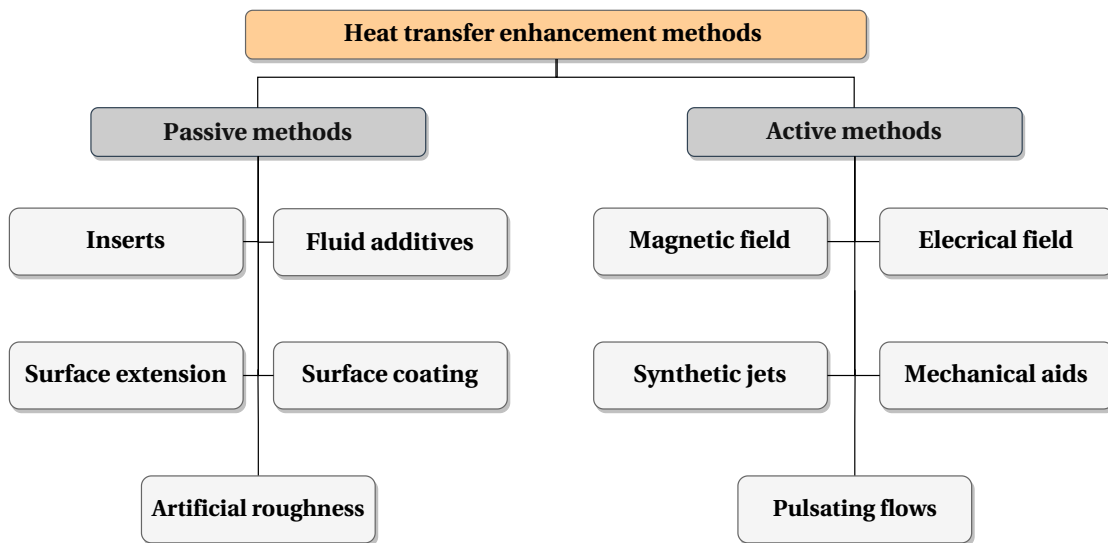 Heat transfer enhancement methods
Passive methods
Active methods
Inserts
Fluid additives
Magnetic field
Elecrical field
Surface extension
Surface coating
Synthetic jets
Mechanical aids
Artificial roughness
Pulsating flows